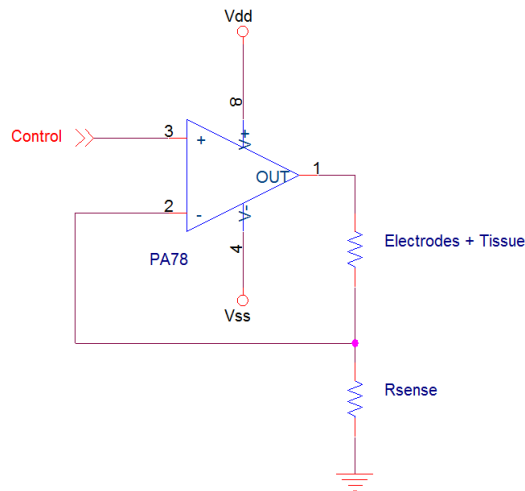 Vdd
8
V+
Control
3
+
OUT
1
2
-
V-
4
PA78
Electrodes + Tissue
Vss
Rsense